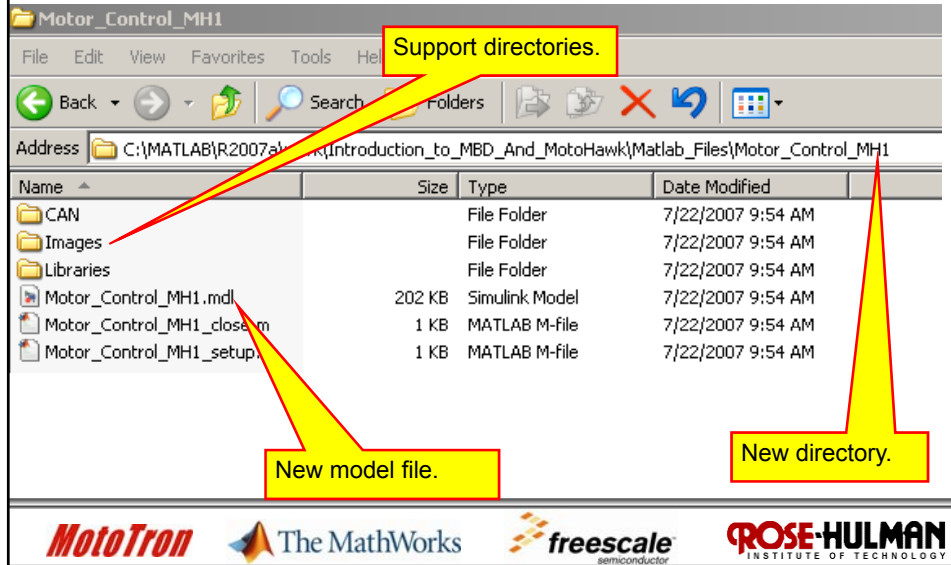 Motor_Control_MH1
File Edit View Favorites Tools Hel
Support directories.
Back Search Folders
Address C:\MATLAB\R2007a\ \Introduction_to_MBD_And_MotoHawk\Matlab_Files\Motor_Control_MH1
Name Size Type Date Modified
CAN File Folder 7/22/2007 9:54 AM
Images File Folder 7/22/2007 9:54 AM
Libraries File Folder 7/22/2007 9:54 AM
Motor_Control_MH1.mdl 202 KB Simulink Model 7/22/2007 9:54 AM
Motor_Control_MH1_close.m 1 KB MATLAB M-file 7/22/2007 9:54 AM
Motor_Control_MH1_setup. 1 KB MATLAB M-file 7/22/2007 9:54 AM
New model file.
New directory.
MotoTron The MathWorks freescale semiconductor ROSE-HULMAN INSTITUTE OF TECHNOLOGY